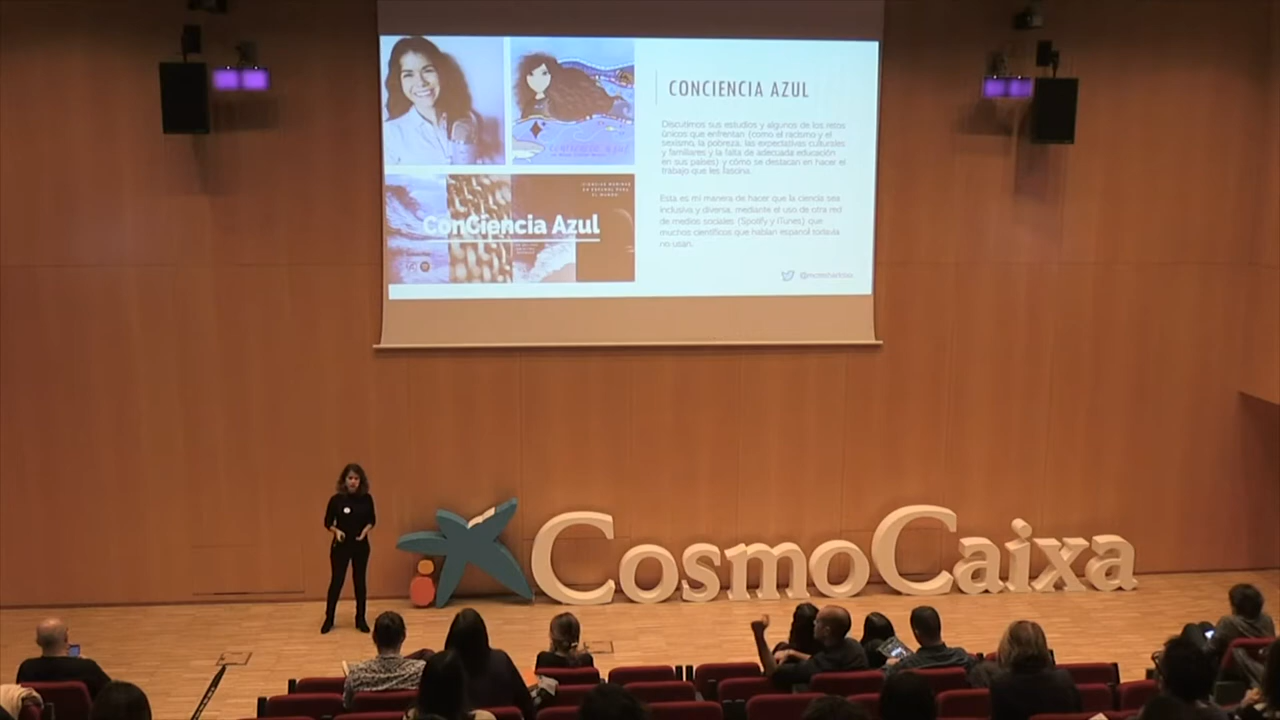 CONCIENCIA AZUL
Discutimos sus estudios y algunos de los retos
únicos que enfrentan (como el racismo y el
sexismo, la pobreza, las expectativas culturales
y familiares y la falta de adecuada educación
en sus países) y cómo se destacan en hacer el
trabajo que les fascina.
Esta es mi manera de hacer que la ciencia sea
inclusiva y diversa, mediante el uso de otra red
de medios sociales (Spotify y iTunes) que
muchos científicos que hablan español todavía
no usan.
CONCIENCIA AZUL
ConCiencia Azul
CosmoCaixa